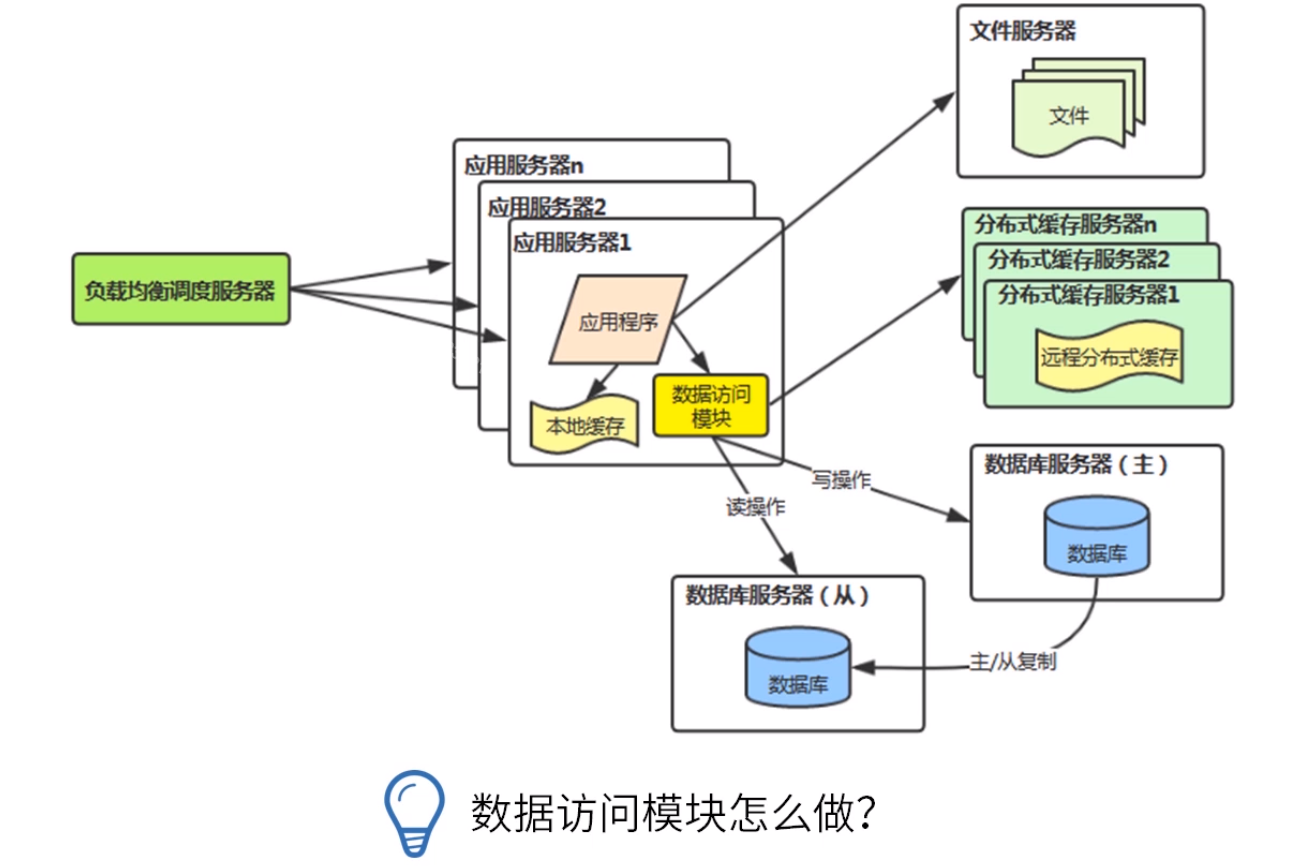 文件服务器
文件
应用服务器n
应用服务器2
应用服务器1
分布式缓存服务器n
分布式缓存服务器2
分布式缓存服务器1
负载均衡调度服务器
应用程序
远程分布式缓存
数据访问
模块
本地缓存
数据库服务器（主）
写操作
读操作
数据库
数据库服务器（从）
主/从复制
数据库
数据访问模块怎么做？